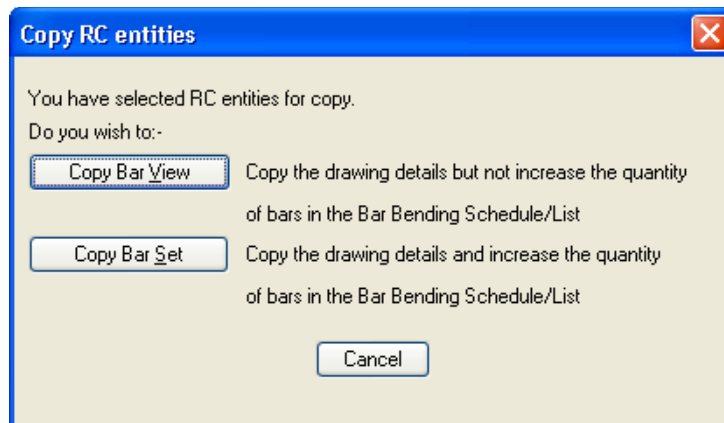 Copy RC entities
You have selected RC entities for copy.
Do you wish to:-
Copy Bar View
Copy the drawing details but not increase the quantity
of bars in the Bar Bending Schedule/List
Copy Bar Set
Copy the drawing details and increase the quantity
of bars in the Bar Bending Schedule/List
Cancel